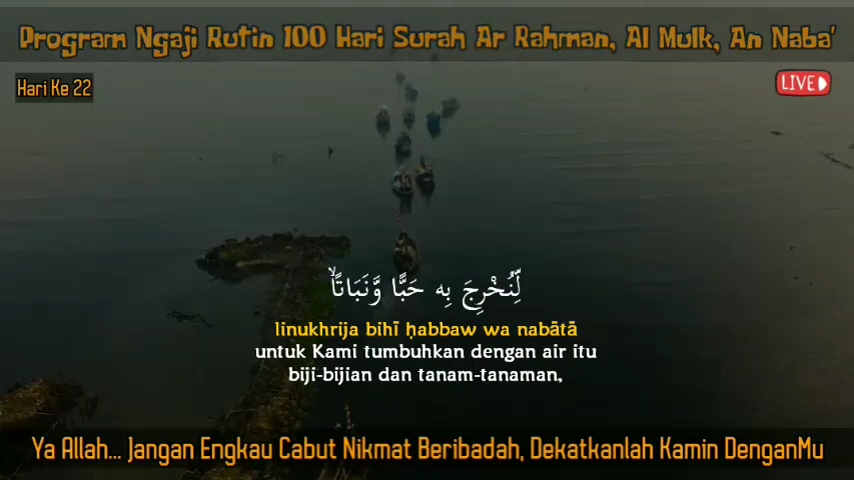 Program Ngaji Rutin 100 Hari Surah Ar Rahman, Al Mulk, An Naba'
Hari Ke 22
LIVE
لِّنُخْرِجَ بِهٖ حَبًّا وَّنَبَاتًاۙ
linukhrija bihī ḥabbaw wa nabātā
untuk Kami tumbuhkan dengan air itu
biji-bijian dan tanam-tanaman,
Ya Allah... Jangan Engkau Cabut Nikmat Beribadah, Dekatkanlah Kamin DenganMu